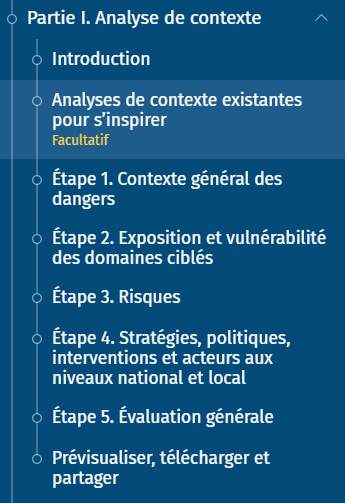 Partie I. Analyse de contexte
Introduction
Analyses de contexte existantes
pour s’inspirer
Facultatif
Étape 1. Contexte général des
dangers
Étape 2. Exposition et vulnérabilité
des domaines ciblés
Étape 3. Risques
Étape 4. Stratégies, politiques,
interventions et acteurs aux
niveaux national et local
Étape 5. Évaluation générale
Prévisualiser, télécharger et
partager